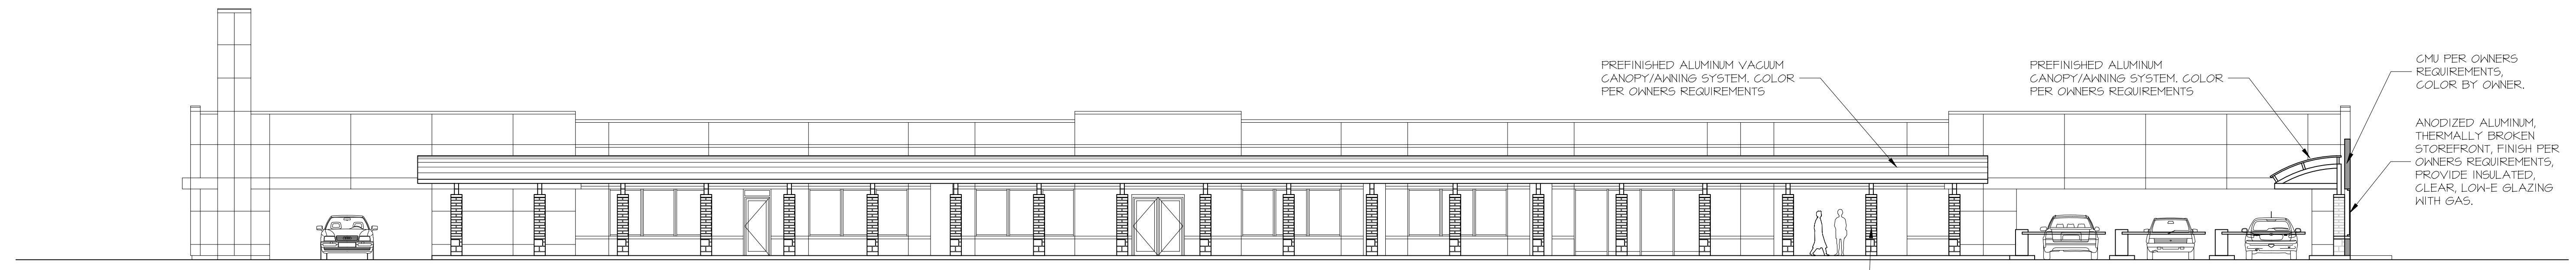 PREFINISHED ALUMINUM VACUUM
CANOPY/AWNING SYSTEM. COLOR
PER OWNERS REQUIREMENTS
PREFINISHED ALUMINUM
CANOPY/AWNING SYSTEM. COLOR
PER OWNERS REQUIREMENTS
CMU PER OWNERS
REQUIREMENTS,
COLOR BY OWNER.
ANODIZED ALUMINUM,
THERMALLY BROKEN
STOREFRONT, FINISH PER
OWNERS REQUIREMENTS,
PROVIDE INSULATED,
CLEAR, LOW-E GLAZING
WITH GAS.